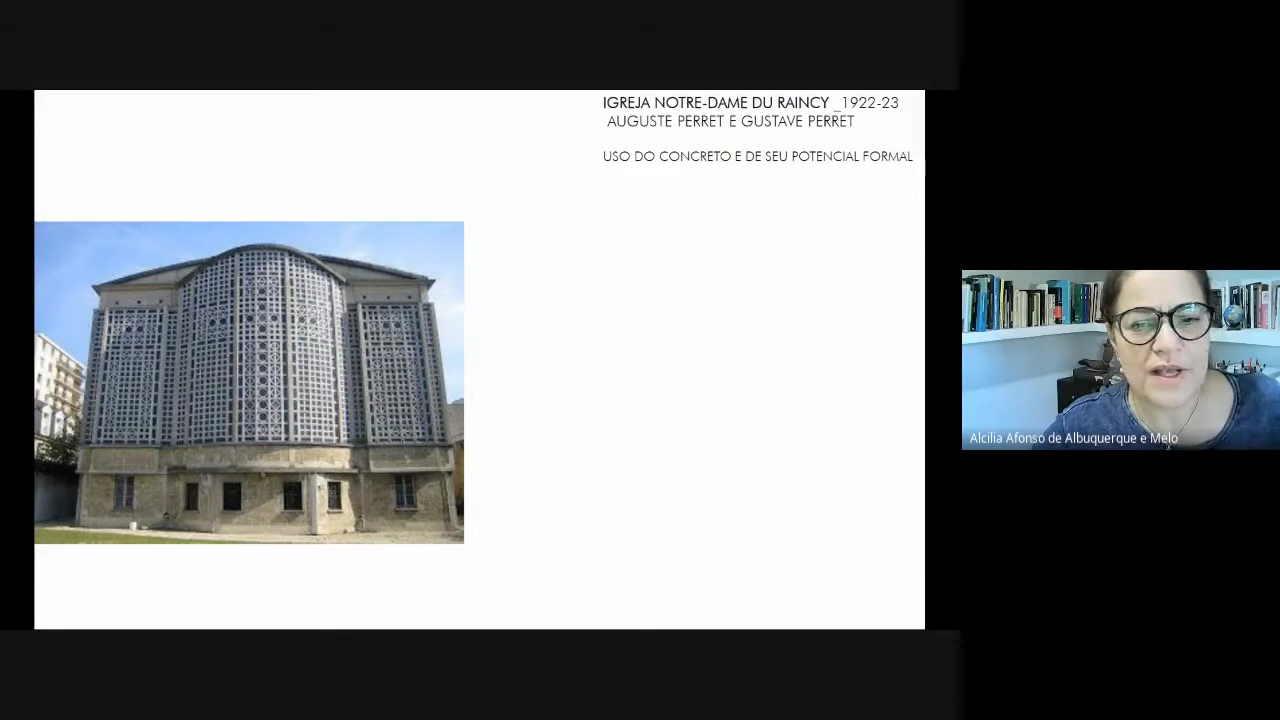 IGREJA NOTRE-DAME DU RAINCY _1922-23
AUGUSTE PERRET E GUSTAVE PERRET
USO DO CONCRETO E DE SEU POTENCIAL FORMAL
Alcilia Afonso de Albuquerque e Melo